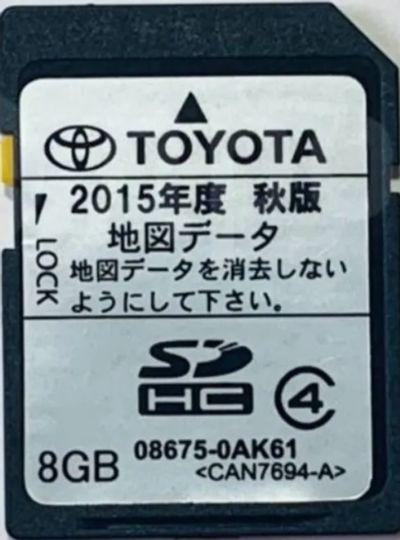 TOYOTA
2015年度 秋版
地図データ
地図データを消去しない
ようにして下さい。
LOCK
SD
HC
4
8GB
08675-0AK61
<CAN7694-A>